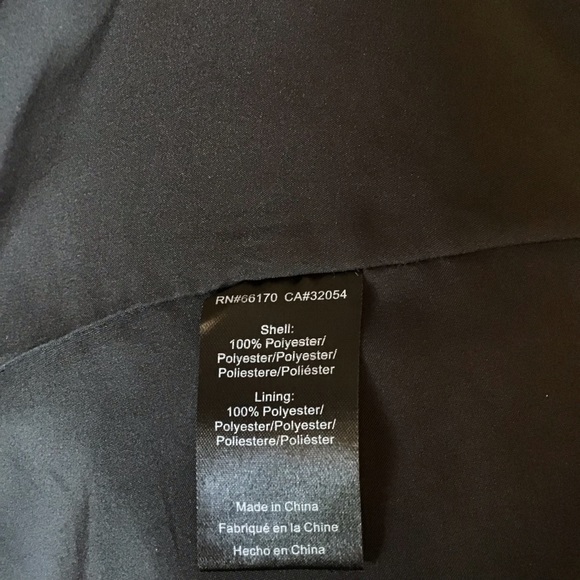 RN#66170 CA#32054
Shell:
100% Polyester/
Polyester/Polyester/
Poliestere/Poliéster
Lining:
100% Polyester/
Polyester/Polyester/
Poliestere/Poliéster
Made in China
Fabriqué en la Chine
Hecho en China